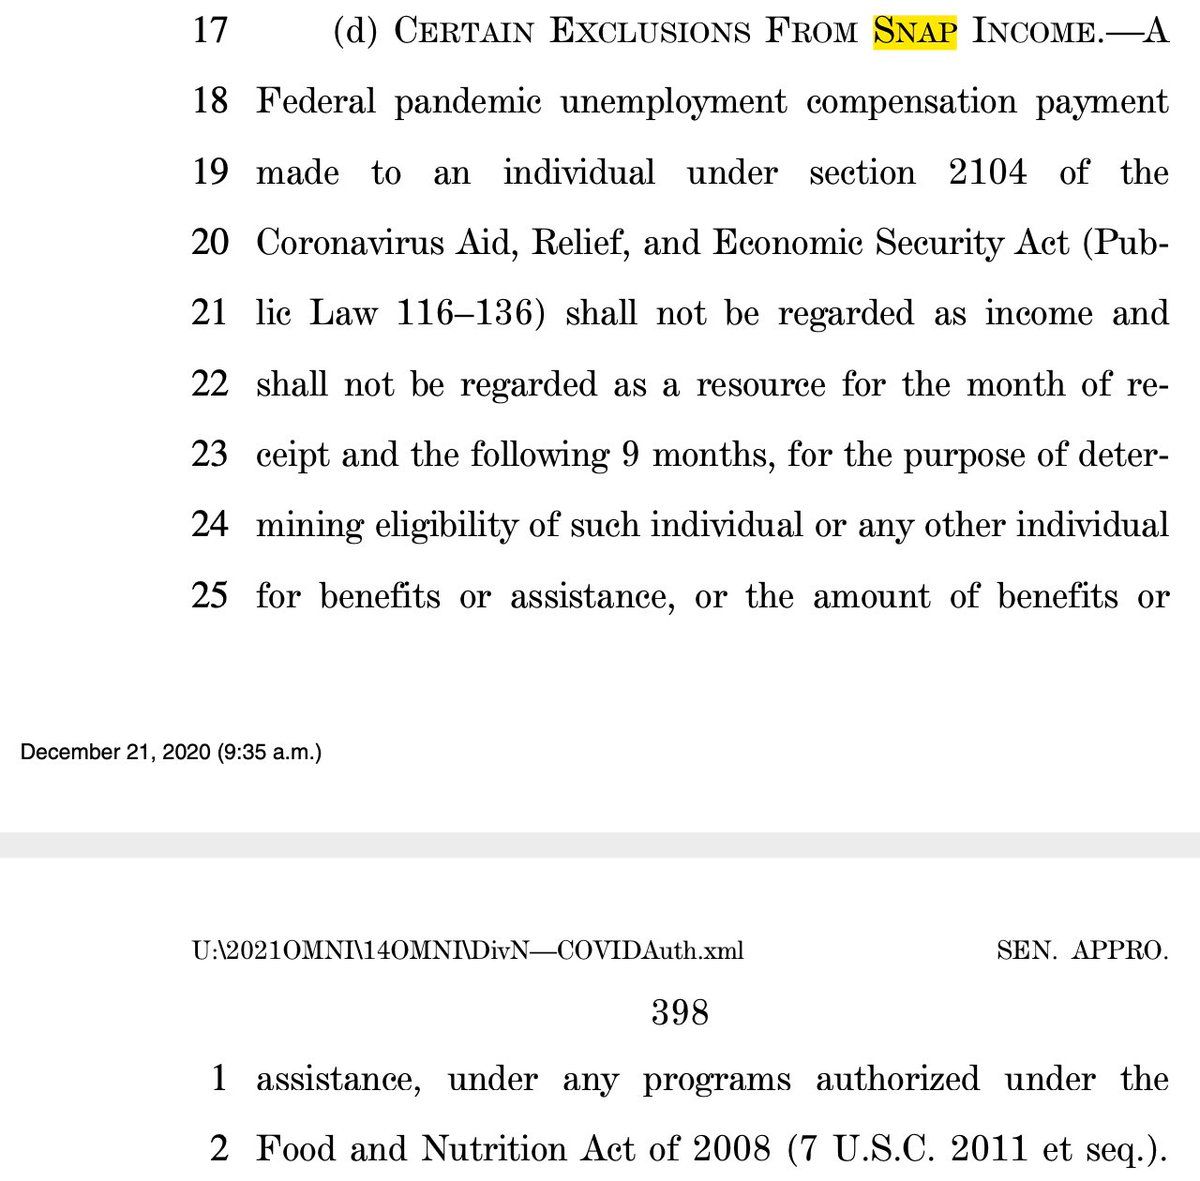 17 (d) CERTAIN EXCLUSIONS FROM SNAP INCOME.—A
18 Federal pandemic unemployment compensation payment
19 made to an individual under section 2104 of the
20 Coronavirus Aid, Relief, and Economic Security Act (Pub-
21 lic Law 116–136) shall not be regarded as income and
22 shall not be regarded as a resource for the month of re-
23 ceipt and the following 9 months, for the purpose of deter-
24 mining eligibility of such individual or any other individual
25 for benefits or assistance, or the amount of benefits or
December 21, 2020 (9:35 a.m.)
U:\2021OMNI\14OMNI\DivN—COVIDAuth.xml SEN. APPRO.
398
1 assistance, under any programs authorized under the
2 Food and Nutrition Act of 2008 (7 U.S.C. 2011 et seq.).